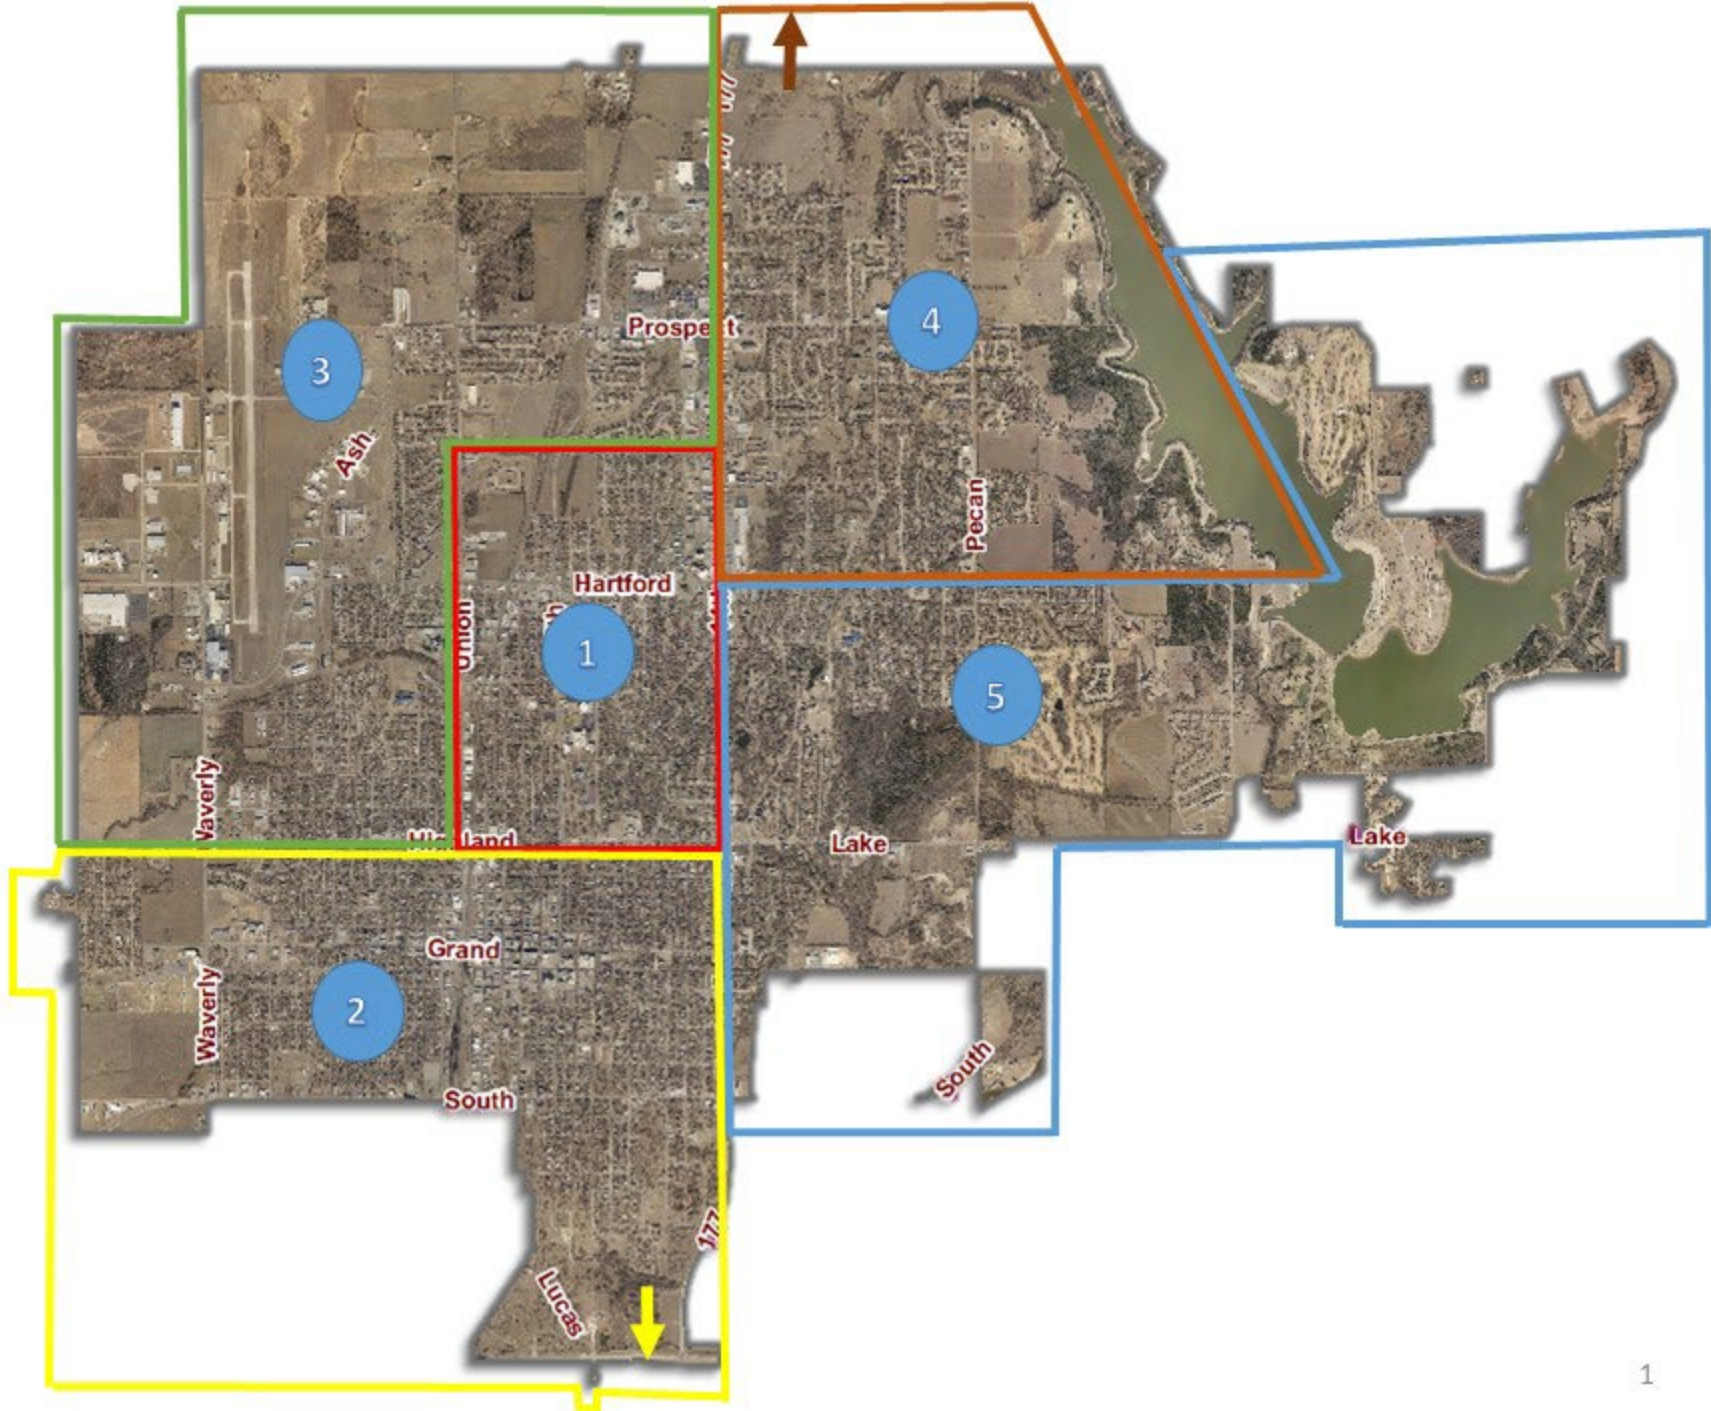 Prospect
4
3
Ash
Pecan
Hartford
Union
1
5
Waverly
Highland
Lake
Lake
Grand
Waverly
2
South
South
177
Lucas
1